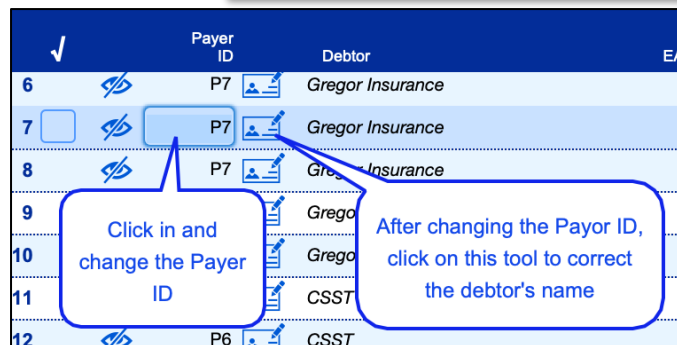 √ Payer ID Debtor
6 P7 Gregor Insurance
7 P7 Gregor Insurance
8 P7 Gregor Insurance
9
10
11 CSST
12 P6 CSST
Click in and
change the Payer
ID
After changing the Payor ID,
click on this tool to correct
the debtor's name